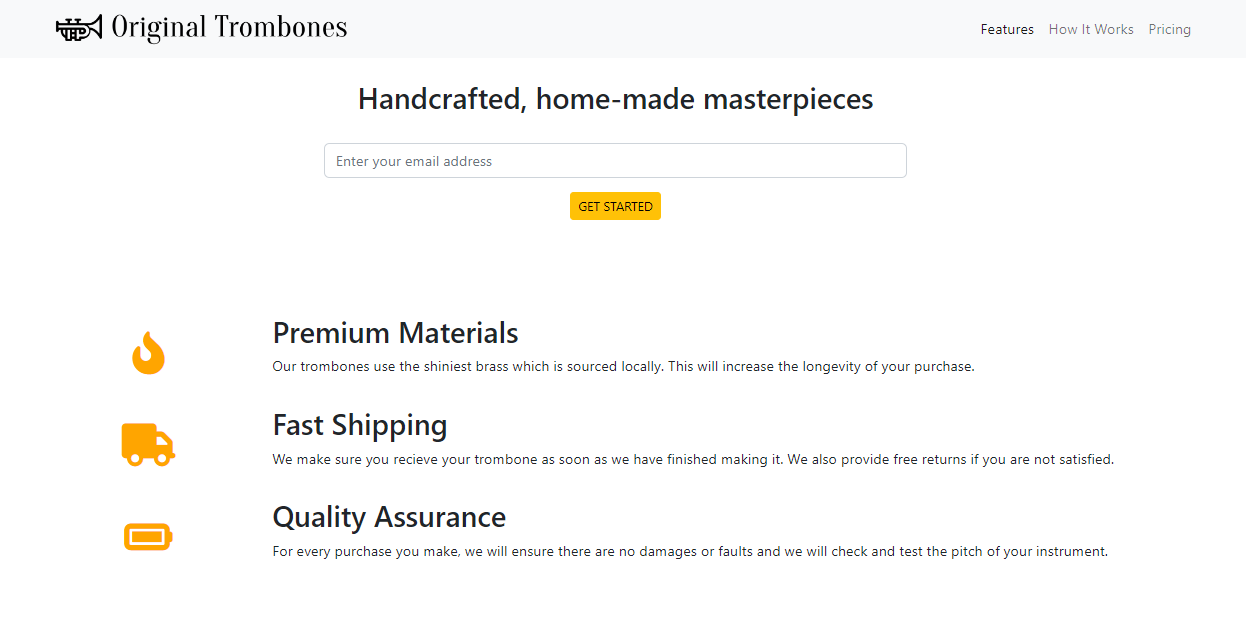 Original Trombones
Features How It Works Pricing
Handcrafted, home-made masterpieces
Enter your email address
GET STARTED
Premium Materials
Our trombones use the shiniest brass which is sourced locally. This will increase the longevity of your purchase.
Fast Shipping
We make sure you recieve your trombone as soon as we have finished making it. We also provide free returns if you are not satisfied.
Quality Assurance
For every purchase you make, we will ensure there are no damages or faults and we will check and test the pitch of your instrument.